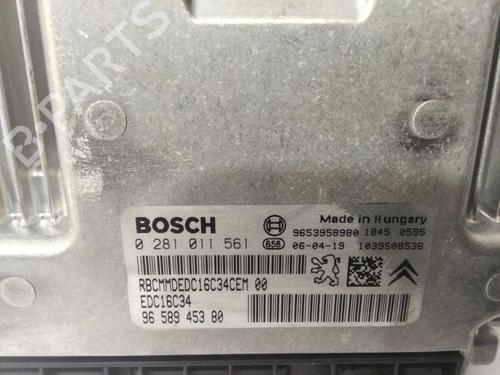 B-PARTS
BOSCH
Made in Hungary
9653958980 1845 0595
0 281 011 561 658 06-04-19 1039S08536
RBCMMDEDC16C34CEM 00
EDC16C34
96 589 453 80